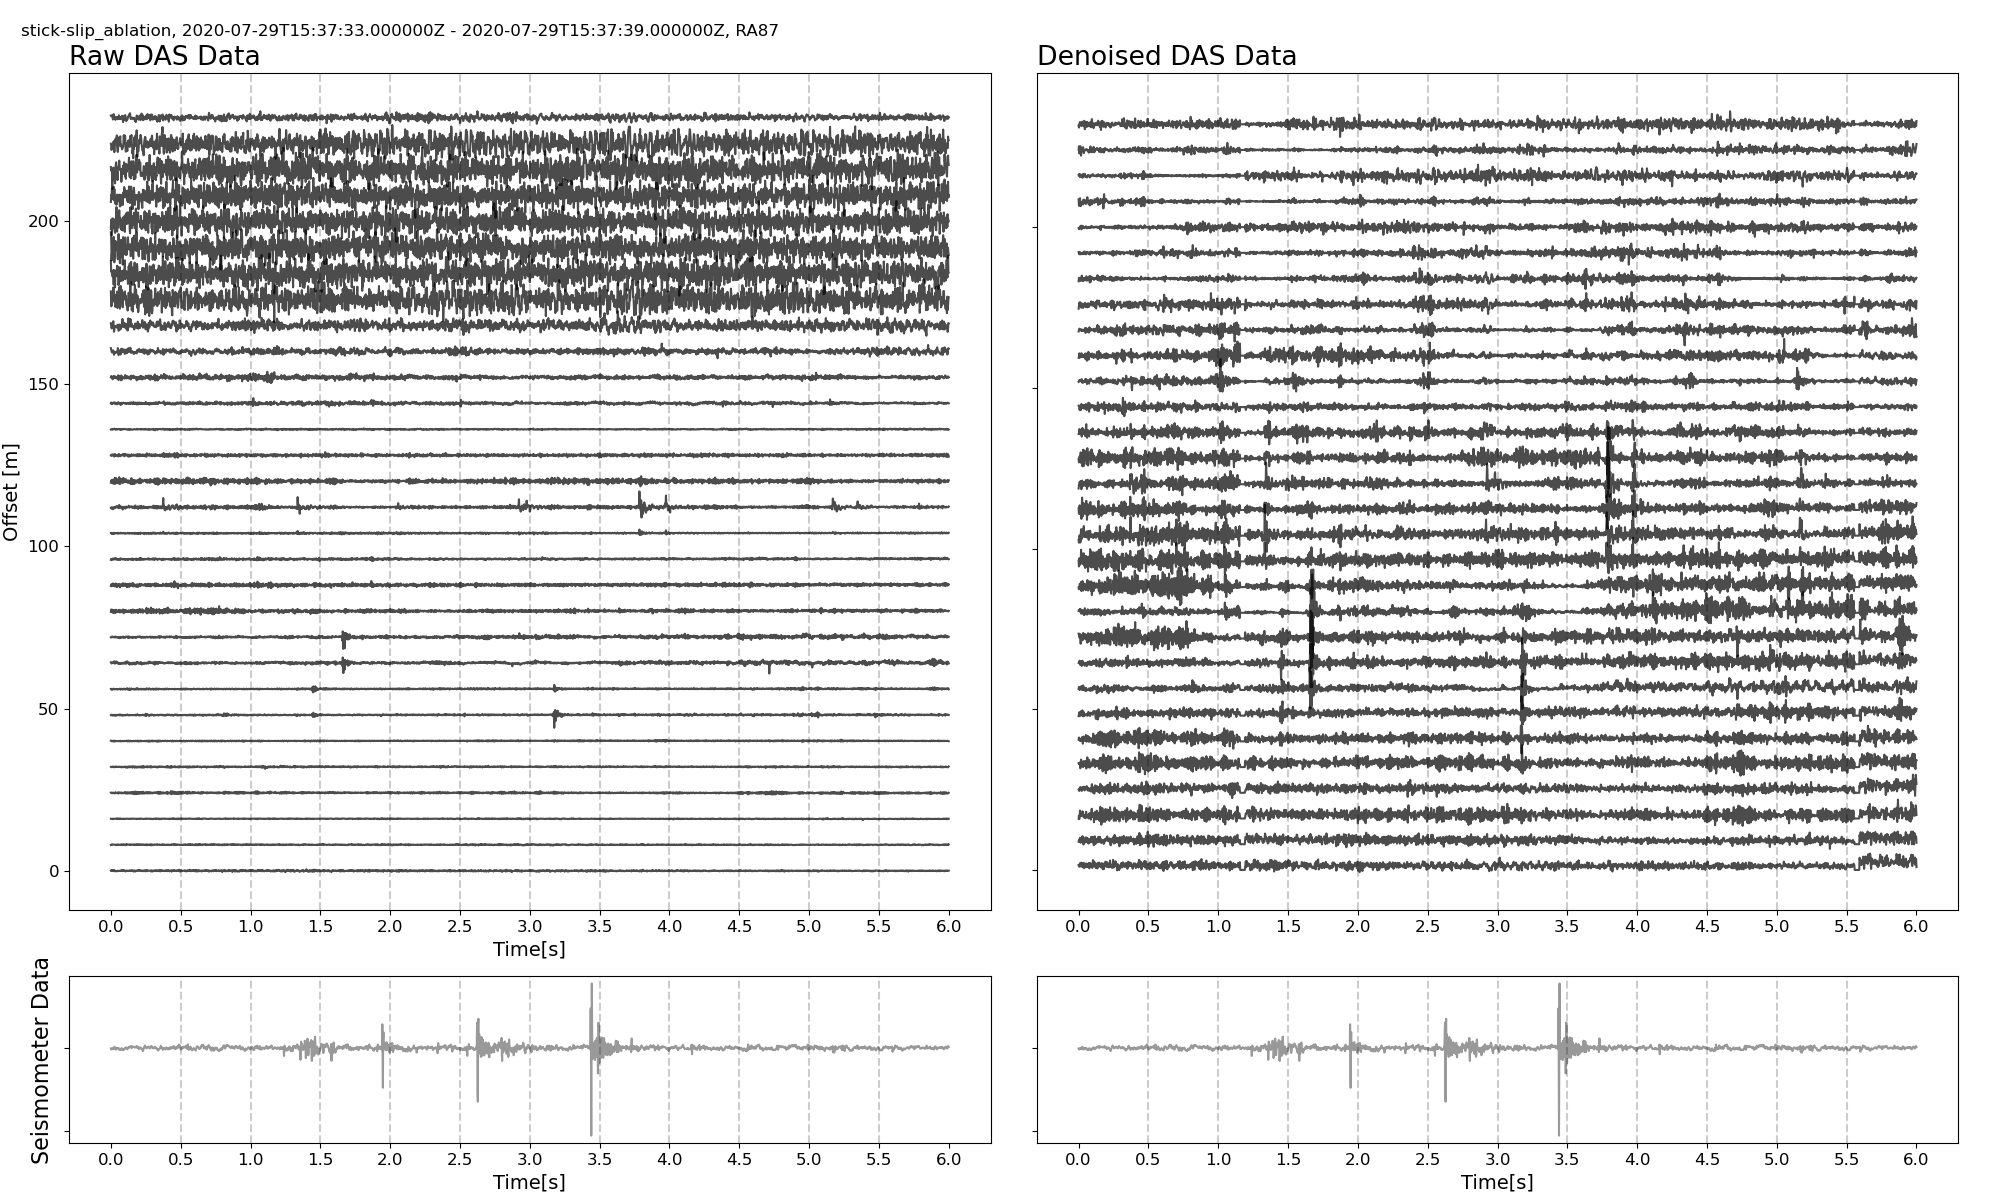 stick-slip_ablation, 2020-07-29T15:37:33.000000Z - 2020-07-29T15:37:39.000000Z, RA87
Raw DAS Data
Denoised DAS Data
Offset [m]
200
150
100
50
0
0.0 0.5 1.0 1.5 2.0 2.5 3.0 3.5 4.0 4.5 5.0 5.5 6.0
Time[s]
0.0 0.5 1.0 1.5 2.0 2.5 3.0 3.5 4.0 4.5 5.0 5.5 6.0
Seismometer Data
0.0 0.5 1.0 1.5 2.0 2.5 3.0 3.5 4.0 4.5 5.0 5.5 6.0
Time[s]
0.0 0.5 1.0 1.5 2.0 2.5 3.0 3.5 4.0 4.5 5.0 5.5 6.0
Time[s]